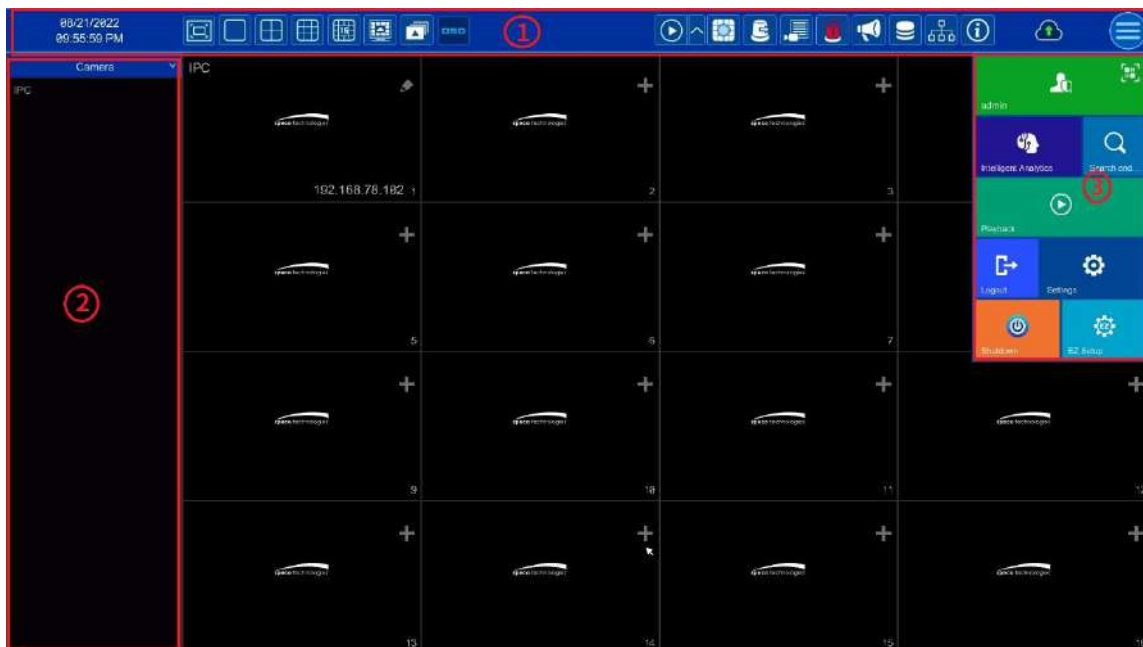 08/21/2022
09:55:59 PM
1
Camera
IPC
IPC
admin
Intelligent Analytics
Search and...
3
192.168.78.102 1
2
3
Playback
2
Logout
Settings
5
6
7
Shutdown
EZ Setup
9
10
11
13
14
15